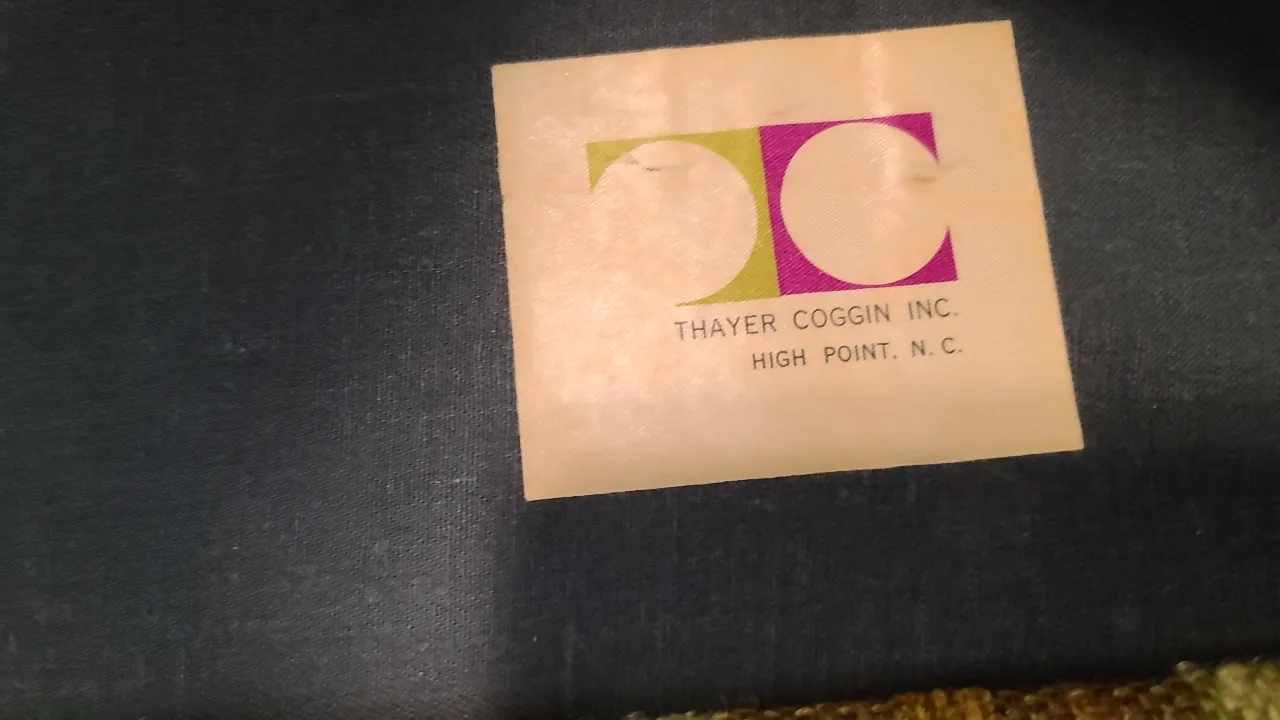 THAYER COGGIN INC.
HIGH POINT, N. C.